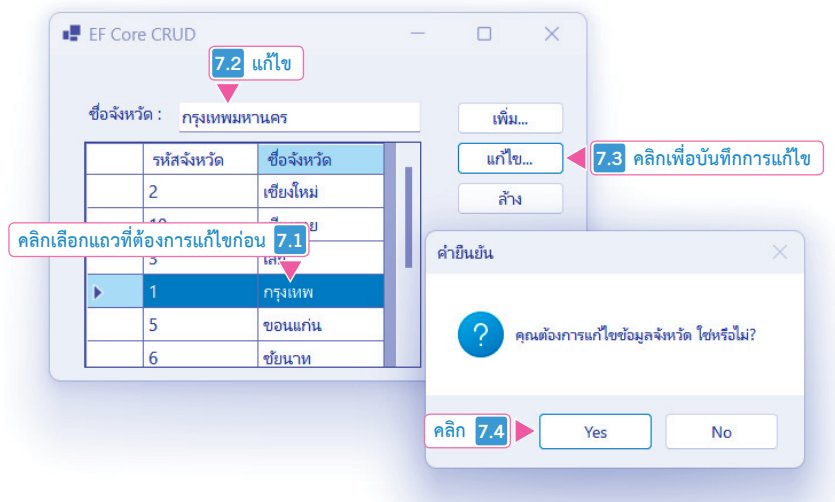 EF Core CRUD
7.2 แก้ไข
ชื่อจังหวัด : กรุงเทพมหานคร
เพิ่ม...
รหัสจังหวัด ชื่อจังหวัด
แก้ไข...
7.3 คลิกเพื่อบันทึกการแก้ไข
2 เชียงใหม่
ล้าง
คลิกเลือกแถวที่ต้องการแก้ไขก่อน 7.1
3 เลย
1 กรุงเทพ
5 ขอนแก่น
6 ชัยนาท
คำยืนยัน
คุณต้องการแก้ไขข้อมูลจังหวัด ใช่หรือไม่?
คลิก 7.4
Yes
No